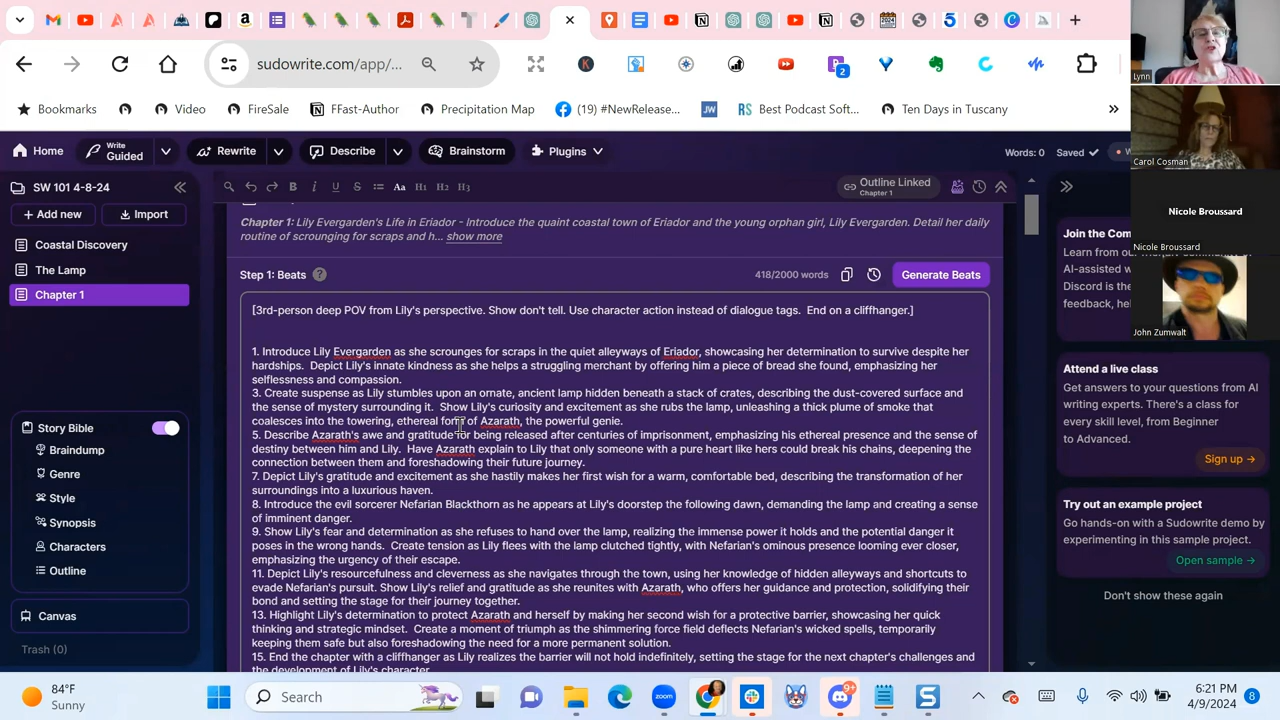 sudowrite.com/app/...
2
Lynn
Bookmarks
Video
FireSale
FFast-Author
Precipitation Map
(19) #NewRelease...
JW
RS Best Podcast Soft...
Ten Days in Tuscany
»
Carol Cosman
Home
Write
Guided
Rewrite
Describe
Brainstorm
Plugins
Words: 0
Saved
SW 101 4-8-24
B I U S Aa H1 H2 H3
Outline Linked
Chapter 1
+ Add new
Import
Nicole Broussard
Nicole Broussard
Chapter 1: Lily Evergarden's Life in Eriador - Introduce the quaint coastal town of Eriador and the young orphan girl, Lily Evergarden. Detail her daily
routine of scrounging for scraps and h... show more
Coastal Discovery
The Lamp
Chapter 1
Step 1: Beats ?
418/2000 words
Generate Beats
[3rd-person deep POV from Lily's perspective. Show don't tell. Use character action instead of dialogue tags. End on a cliffhanger.]
1. Introduce Lily Evergarden as she scrounges for scraps in the quiet alleyways of Eriador, showcasing her determination to survive despite her
hardships. Depict Lily's innate kindness as she helps a struggling merchant by offering him a piece of bread she found, emphasizing her
selflessness and compassion.
3. Create suspense as Lily stumbles upon an ornate, ancient lamp hidden beneath a stack of crates, describing the dust-covered surface and
the sense of mystery surrounding it. Show Lily's curiosity and excitement as she rubs the lamp, unleashing a thick plume of smoke that
coalesces into the towering, ethereal form of Azarath, the powerful genie.
5. Describe Azarath's awe and gratitude for being released after centuries of imprisonment, emphasizing his ethereal presence and the sense of
destiny between him and Lily. Have Azarath explain to Lily that only someone with a pure heart like hers could break his chains, deepening the
connection between them and foreshadowing their future journey.
7. Depict Lily's gratitude and excitement as she hastily makes her first wish for a warm, comfortable bed, describing the transformation of her
surroundings into a luxurious haven.
8. Introduce the evil sorcerer Nefarian Blackthorn as he appears at Lily's doorstep the following dawn, demanding the lamp and creating a sense
of imminent danger.
9. Show Lily's fear and determination as she refuses to hand over the lamp, realizing the immense power it holds and the potential danger it
poses in the wrong hands. Create tension as Lily flees with the lamp clutched tightly, with Nefarian's ominous presence looming ever closer,
emphasizing the urgency of their escape.
11. Depict Lily's resourcefulness and cleverness as she navigates through the town, using her knowledge of hidden alleyways and shortcuts to
evade Nefarian's pursuit. Show Lily's relief and gratitude as she reunites with Azarath, who offers her guidance and protection, solidifying their
bond and setting the stage for their journey together.
13. Highlight Lily's determination to protect Azarath and herself by making her second wish for a protective barrier, showcasing her quick
thinking and strategic mindset. Create a moment of triumph as the shimmering force field deflects Nefarian's wicked spells, temporarily
keeping them safe but also foreshadowing the need for a more permanent solution.
15. End the chapter with a cliffhanger as Lily realizes the barrier will not hold indefinitely, setting the stage for the next chapter's challenges and
the development of Lily's character.
Story Bible
Braindump
Genre
Style
Synopsis
Characters
Outline
Canvas
Trash (0)
Join the Com
Learn from ou
AI-assisted w
Discord is the
feedback, he
John Zumwalt
Attend a live class
There's a class for every AI
writing experts. There's a class
for every level, from Beginner
to Advanced.
Sign up →
Try out an example project
Go hands-on with a Sudowrite demo by
experimenting in this sample project.
Open sample →
Don't show these again
84°F
Sunny
Search
zoom
9+
6:21 PM
4/9/2024
8